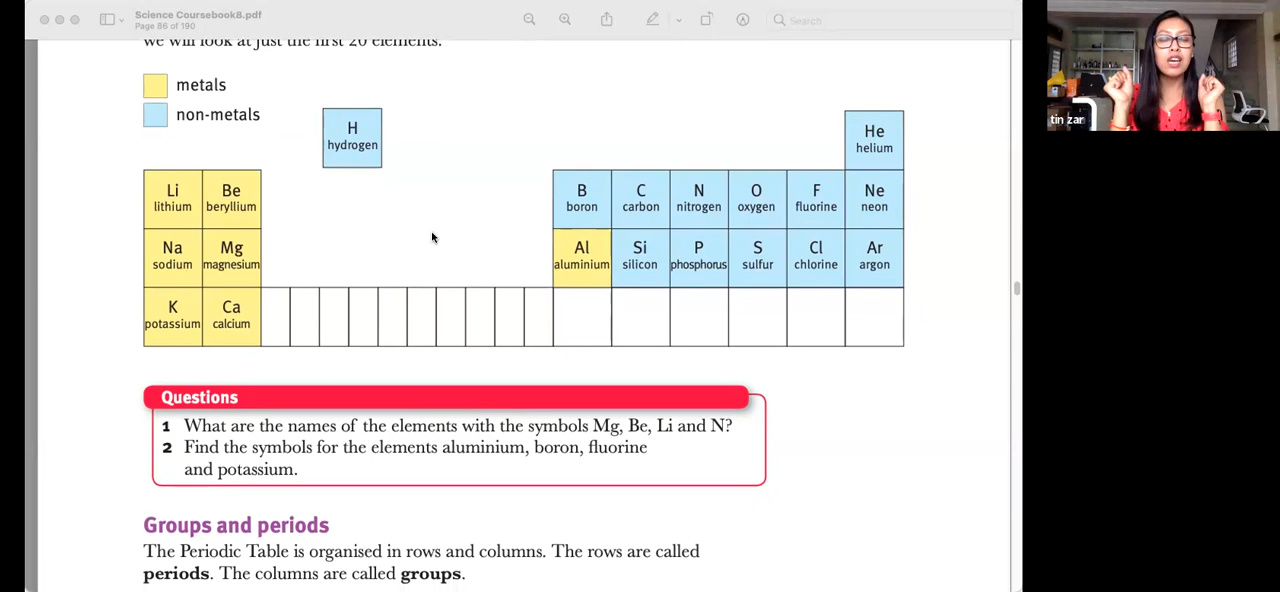 Science Coursebook8.pdf
Page 86 of 190
Search
we will look at just the first 20 elements.
metals
non-metals
H
hydrogen
He
helium
Li
lithium
Be
beryllium
B
boron
C
carbon
N
nitrogen
O
oxygen
F
fluorine
Ne
neon
Na
sodium
Mg
magnesium
Al
aluminium
Si
silicon
P
phosphorus
S
sulfur
Cl
chlorine
Ar
argon
K
potassium
Ca
calcium
Questions
1 What are the names of the elements with the symbols Mg, Be, Li and N?
2 Find the symbols for the elements aluminium, boron, fluorine
and potassium.
Groups and periods
The Periodic Table is organised in rows and columns. The rows are called
periods. The columns are called groups.
tin zar